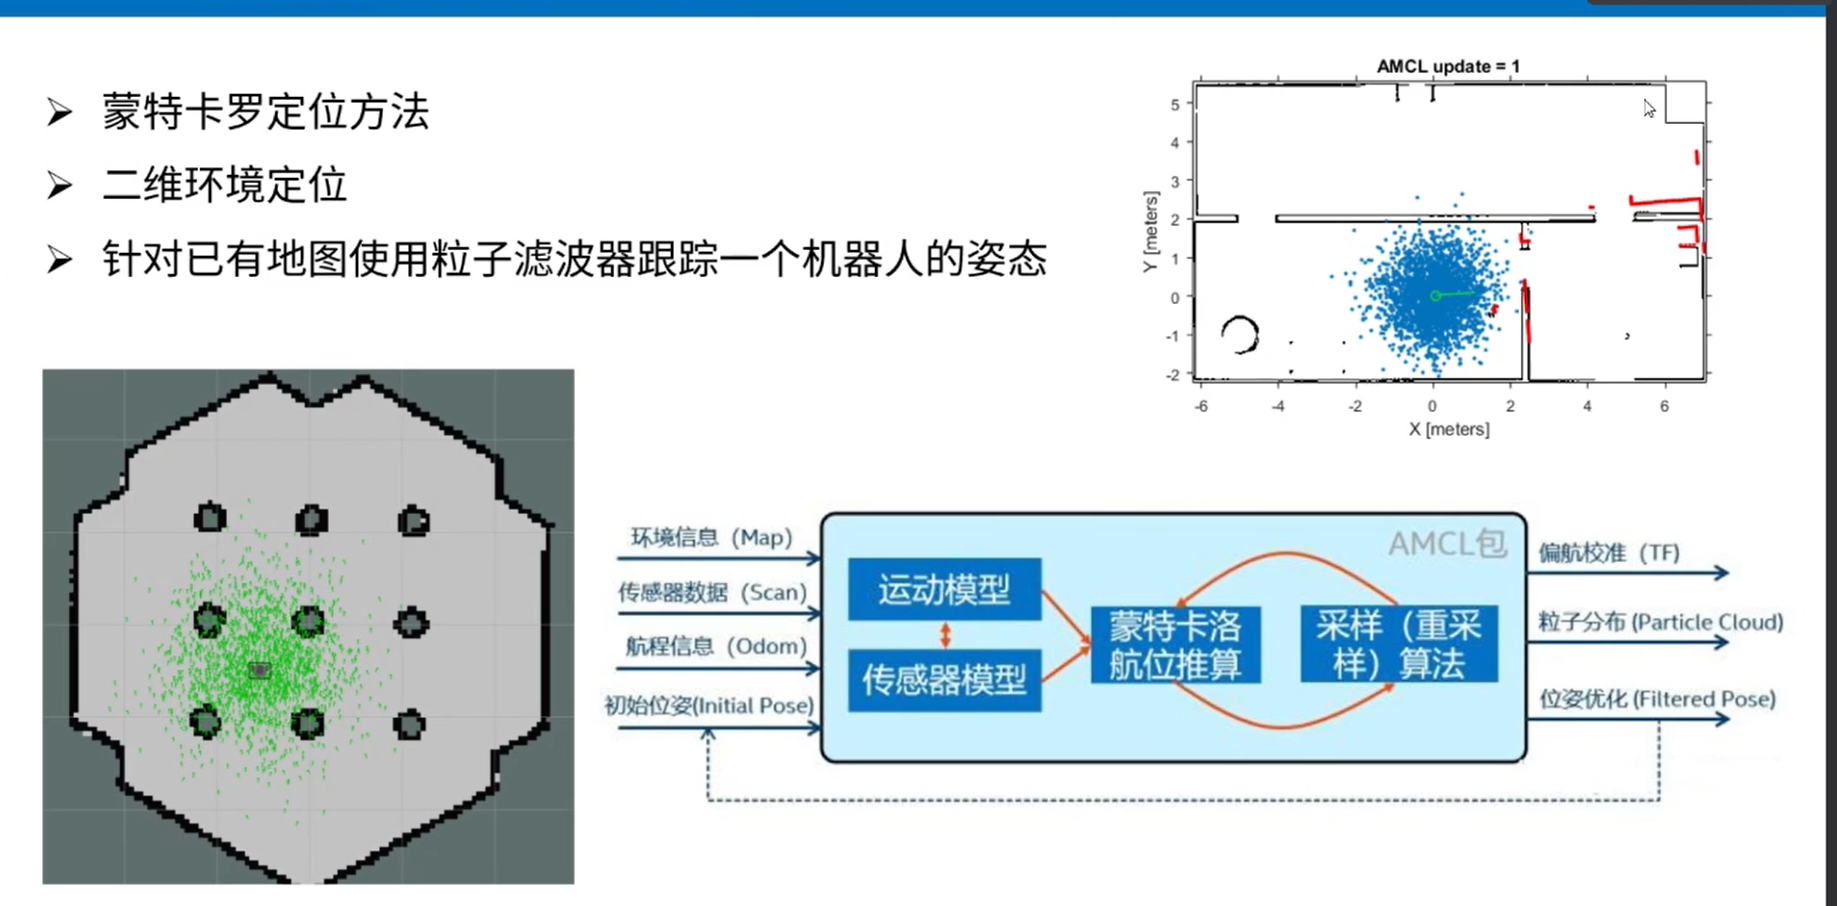 蒙特卡罗定位方法
二维环境定位
针对已有地图使用粒子滤波器跟踪一个机器人的姿态
AMCL update = 1
5
4
3
2
1
0
-1
-2
Y [meters]
-6 -4 -2 0 2 4 6
X [meters]
环境信息（Map）
传感器数据（Scan）
航程信息（Odom）
初始位姿(Initial Pose)
AMCL包
运动模型
传感器模型
蒙特卡洛
航位推算
采样（重采
样）算法
偏航校准（TF）
粒子分布 (Particle Cloud)
位姿优化 (Filtered Pose)